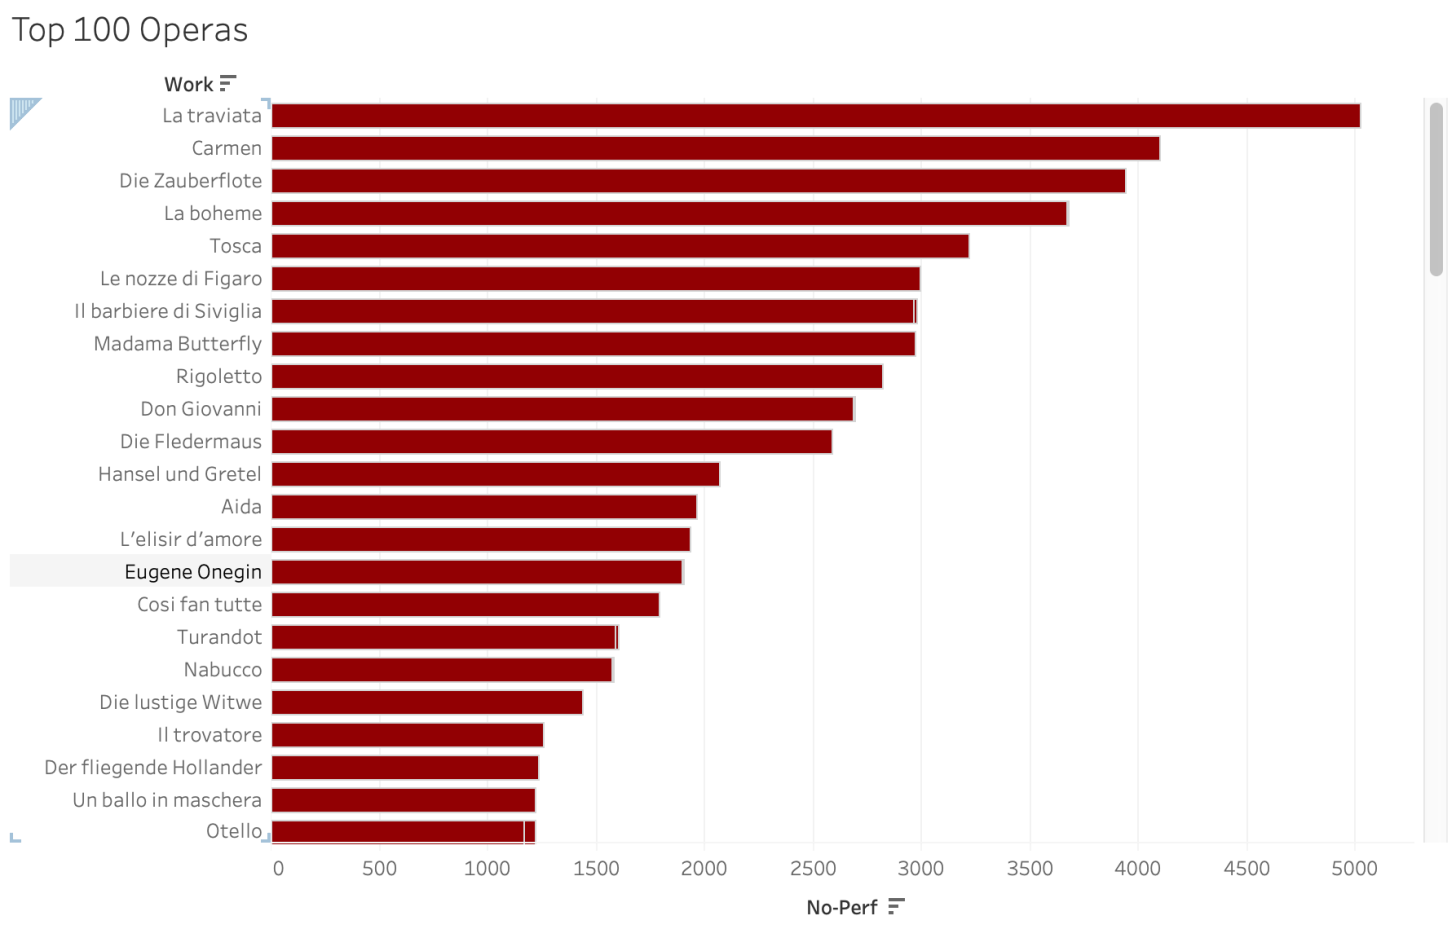 Top 100 Operas
Work
La traviata
Carmen
Die Zauberflote
La boheme
Tosca
Le nozze di Figaro
Il barbiere di Siviglia
Madama Butterfly
Rigoletto
Don Giovanni
Die Fledermaus
Hansel und Gretel
Aida
L’elisir d’amore
Eugene Onegin
Cosi fan tutte
Turandot
Nabucco
Die lustige Witwe
Il trovatore
Der fliegende Hollander
Un ballo in maschera
Otello
0 500 1000 1500 2000 2500 3000 3500 4000 4500 5000
No-Perf